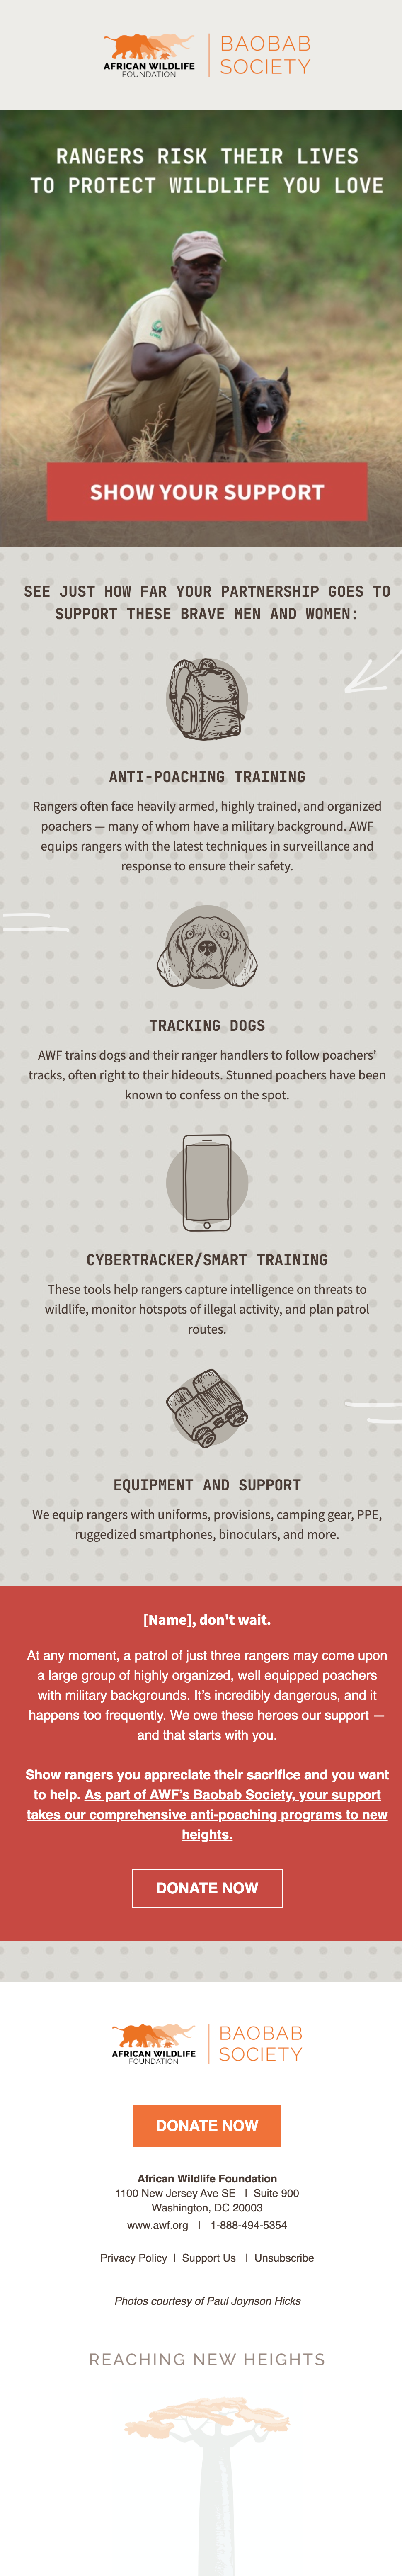 AFRICAN WILDLIFE
FOUNDATION
BAOBAB
SOCIETY
RANGERS RISK THEIR LIVES
TO PROTECT WILDLIFE YOU LOVE
SHOW YOUR SUPPORT
SEE JUST HOW FAR YOUR PARTNERSHIP GOES TO
SUPPORT THESE BRAVE MEN AND WOMEN:
ANTI-POACHING TRAINING
Rangers often face heavily armed, highly trained, and organized
poachers — many of whom have a military background. AWF
equips rangers with the latest techniques in surveillance and
response to ensure their safety.
TRACKING DOGS
AWF trains dogs and their ranger handlers to follow poachers’
tracks, often right to their hideouts. Stunned poachers have been
known to confess on the spot.
CYBERTRACKER/SMART TRAINING
These tools help rangers capture intelligence on threats to
wildlife, monitor hotspots of illegal activity, and plan patrol
routes.
EQUIPMENT AND SUPPORT
We equip rangers with uniforms, provisions, camping gear, PPE,
ruggedized smartphones, binoculars, and more.
[Name], don't wait.
At any moment, a patrol of just three rangers may come upon
a large group of highly organized, well equipped poachers
with military backgrounds. It’s incredibly dangerous, and it
happens too frequently. We owe these heroes our support —
and that starts with you.
Show rangers you appreciate their sacrifice and you want
to help. As part of AWF’s Baobab Society, your support
takes our comprehensive anti-poaching programs to new
heights.
DONATE NOW
AFRICAN WILDLIFE
FOUNDATION
BAOBAB
SOCIETY
DONATE NOW
African Wildlife Foundation
1100 New Jersey Ave SE | Suite 900
Washington, DC 20003
www.awf.org | 1-888-494-5354
Privacy Policy | Support Us | Unsubscribe
Photos courtesy of Paul Joynson Hicks
REACHING NEW HEIGHTS